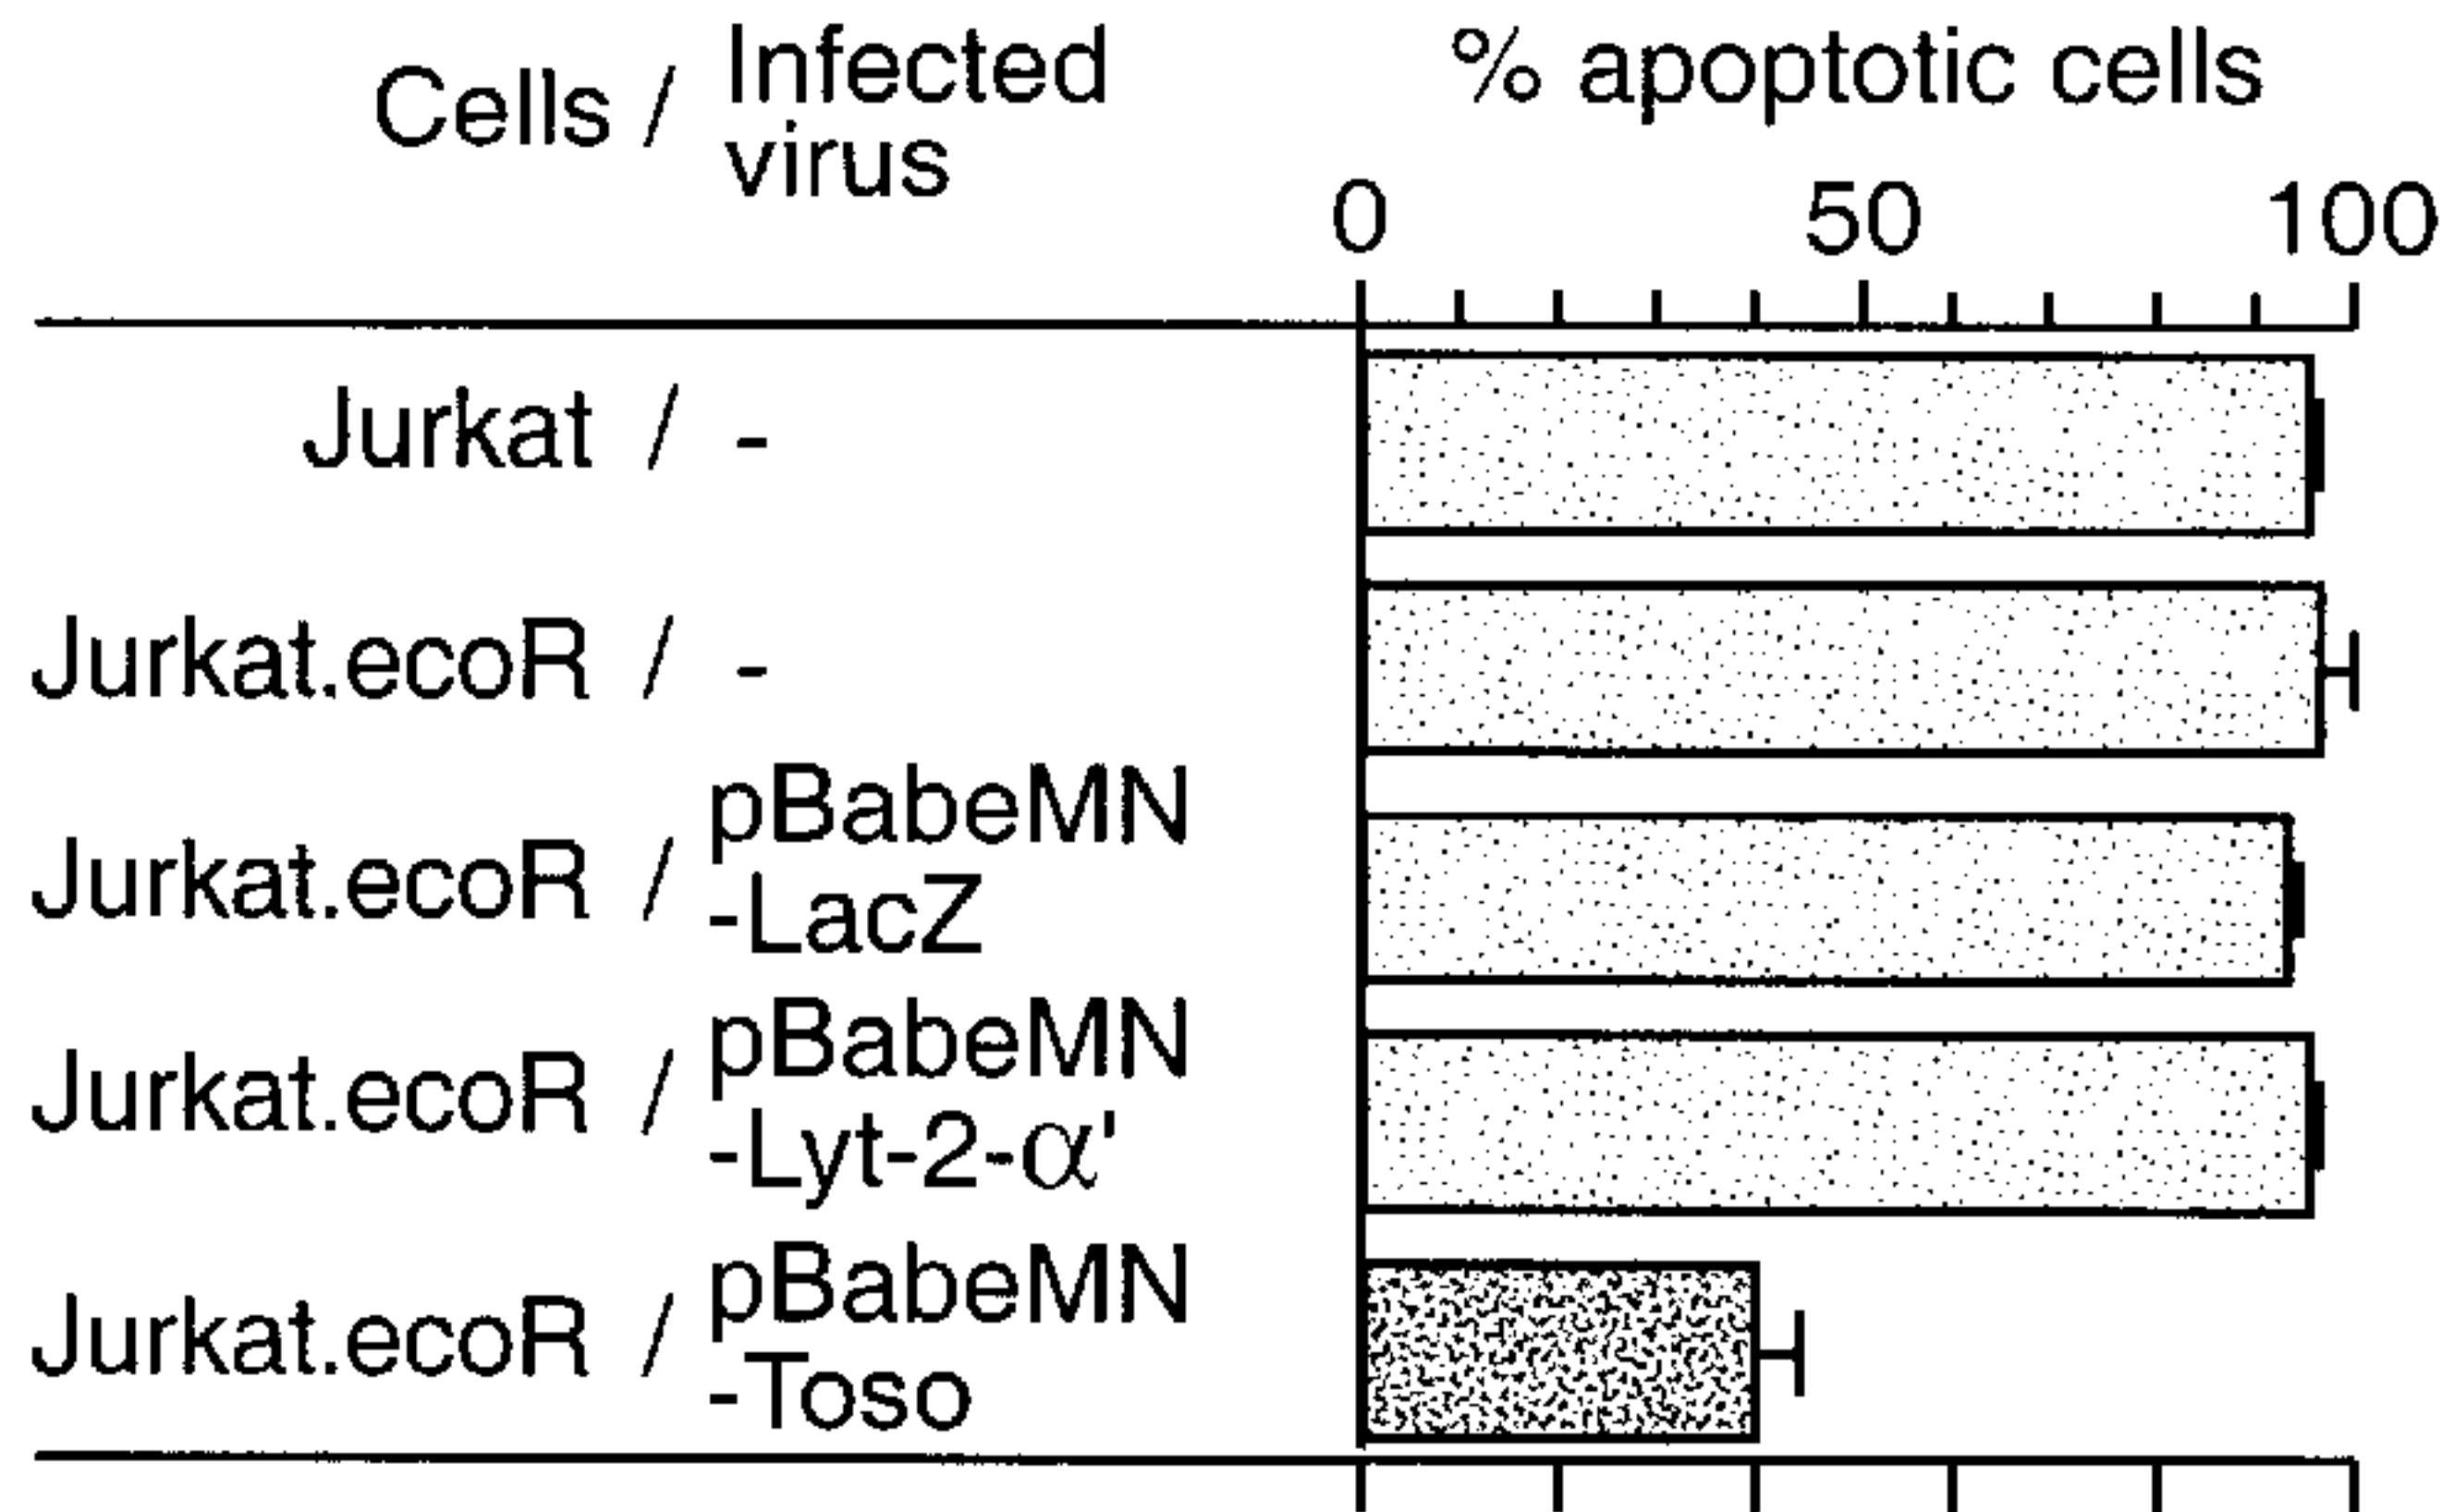 Cells / Infected virus
% apoptotic cells
0 50 100
Jurkat / -
Jurkat.ecoR / -
Jurkat.ecoR / pBabeMN
-LacZ
Jurkat.ecoR / pBabeMN
-Lyt-2-α'
Jurkat.ecoR / pBabeMN
-Toso